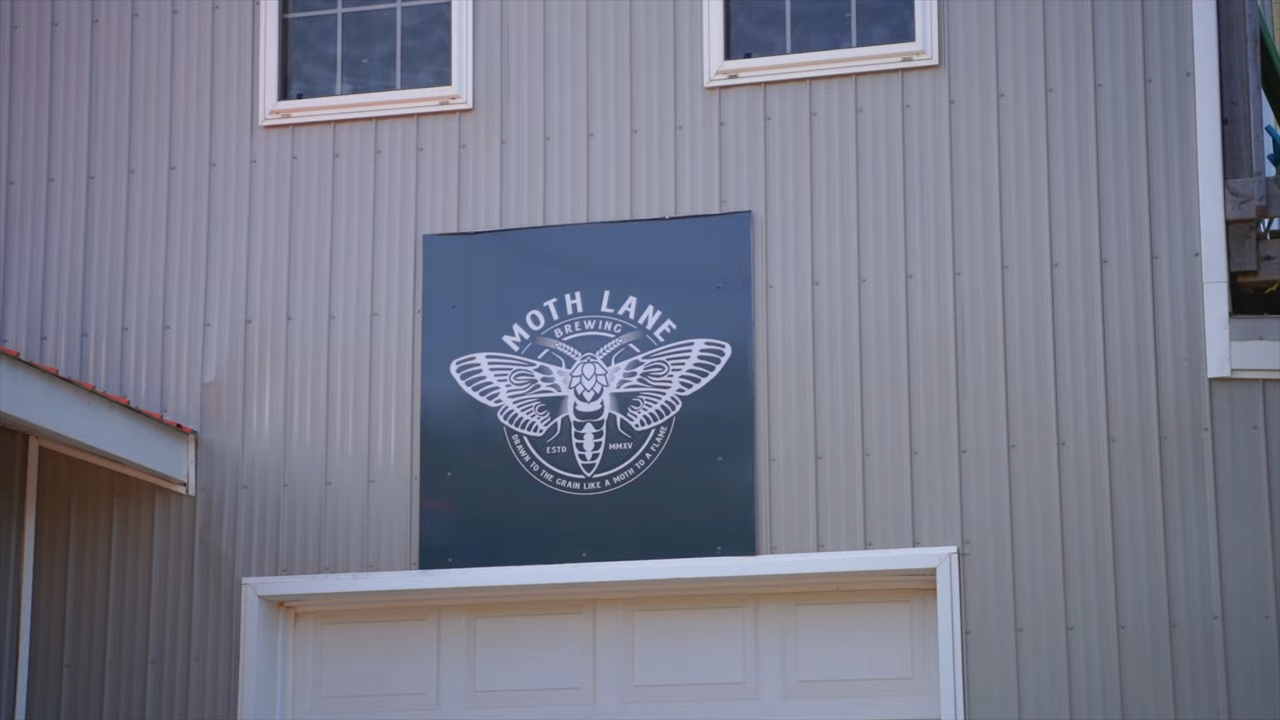 MOTH LANE
BREWING
ESTD MMXV
DRAWN TO THE GRAIN LIKE A MOTH TO A FLAME